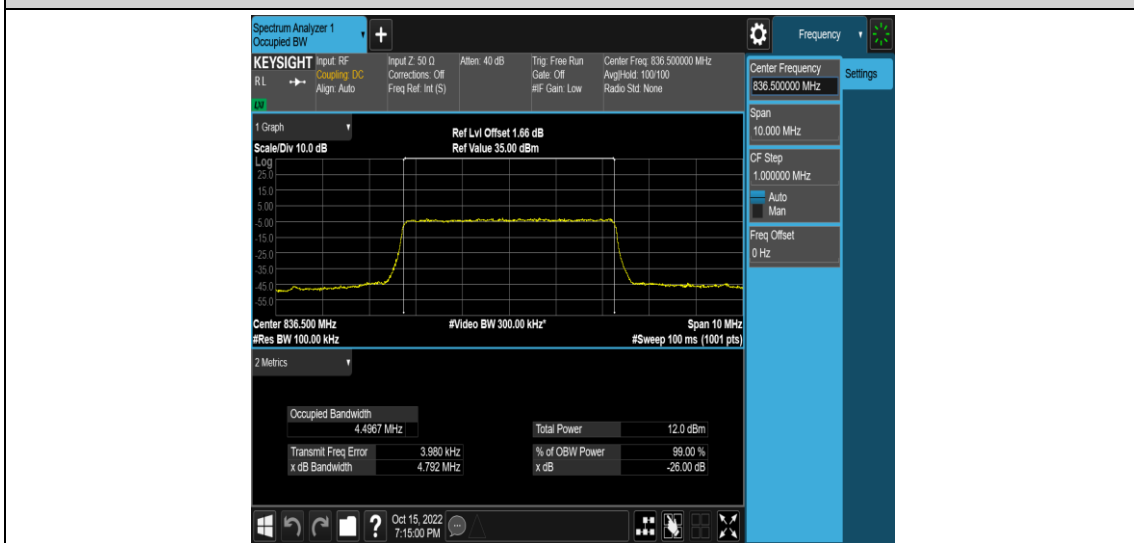 Spectrum Analyzer 1
Occupied BW
Frequency
KEYSIGHT Input: RF Input Z: 50 Ω Atten: 40 dB Trig: Free Run Center Freq: 836.500000 MHz
RL Coupling: DC Corrections: Off Gate: Off Avg|Hold: 100/100
Align: Auto Freq Ref: Int (S) #IF Gain: Low Radio Std: None
Center Frequency
836.500000 MHz
Settings
Span
10.000 MHz
CF Step
1.000000 MHz
Auto
Man
Freq Offset
0 Hz
1 Graph
Ref Lvl Offset 1.66 dB
Scale/Div 10.0 dB Ref Value 35.00 dBm
Log
25.0
15.0
5.00
-5.00
-15.0
-25.0
-35.0
-45.0
-55.0
Center 836.500 MHz #Video BW 300.00 kHz* Span 10 MHz
#Res BW 100.00 kHz #Sweep 100 ms (1001 pts)
2 Metrics
Occupied Bandwidth
4.4967 MHz Total Power 12.0 dBm
Transmit Freq Error 3.980 kHz % of OBW Power 99.00 %
x dB Bandwidth 4.792 MHz x dB -26.00 dB
? Oct 15, 2022
7:15:00 PM